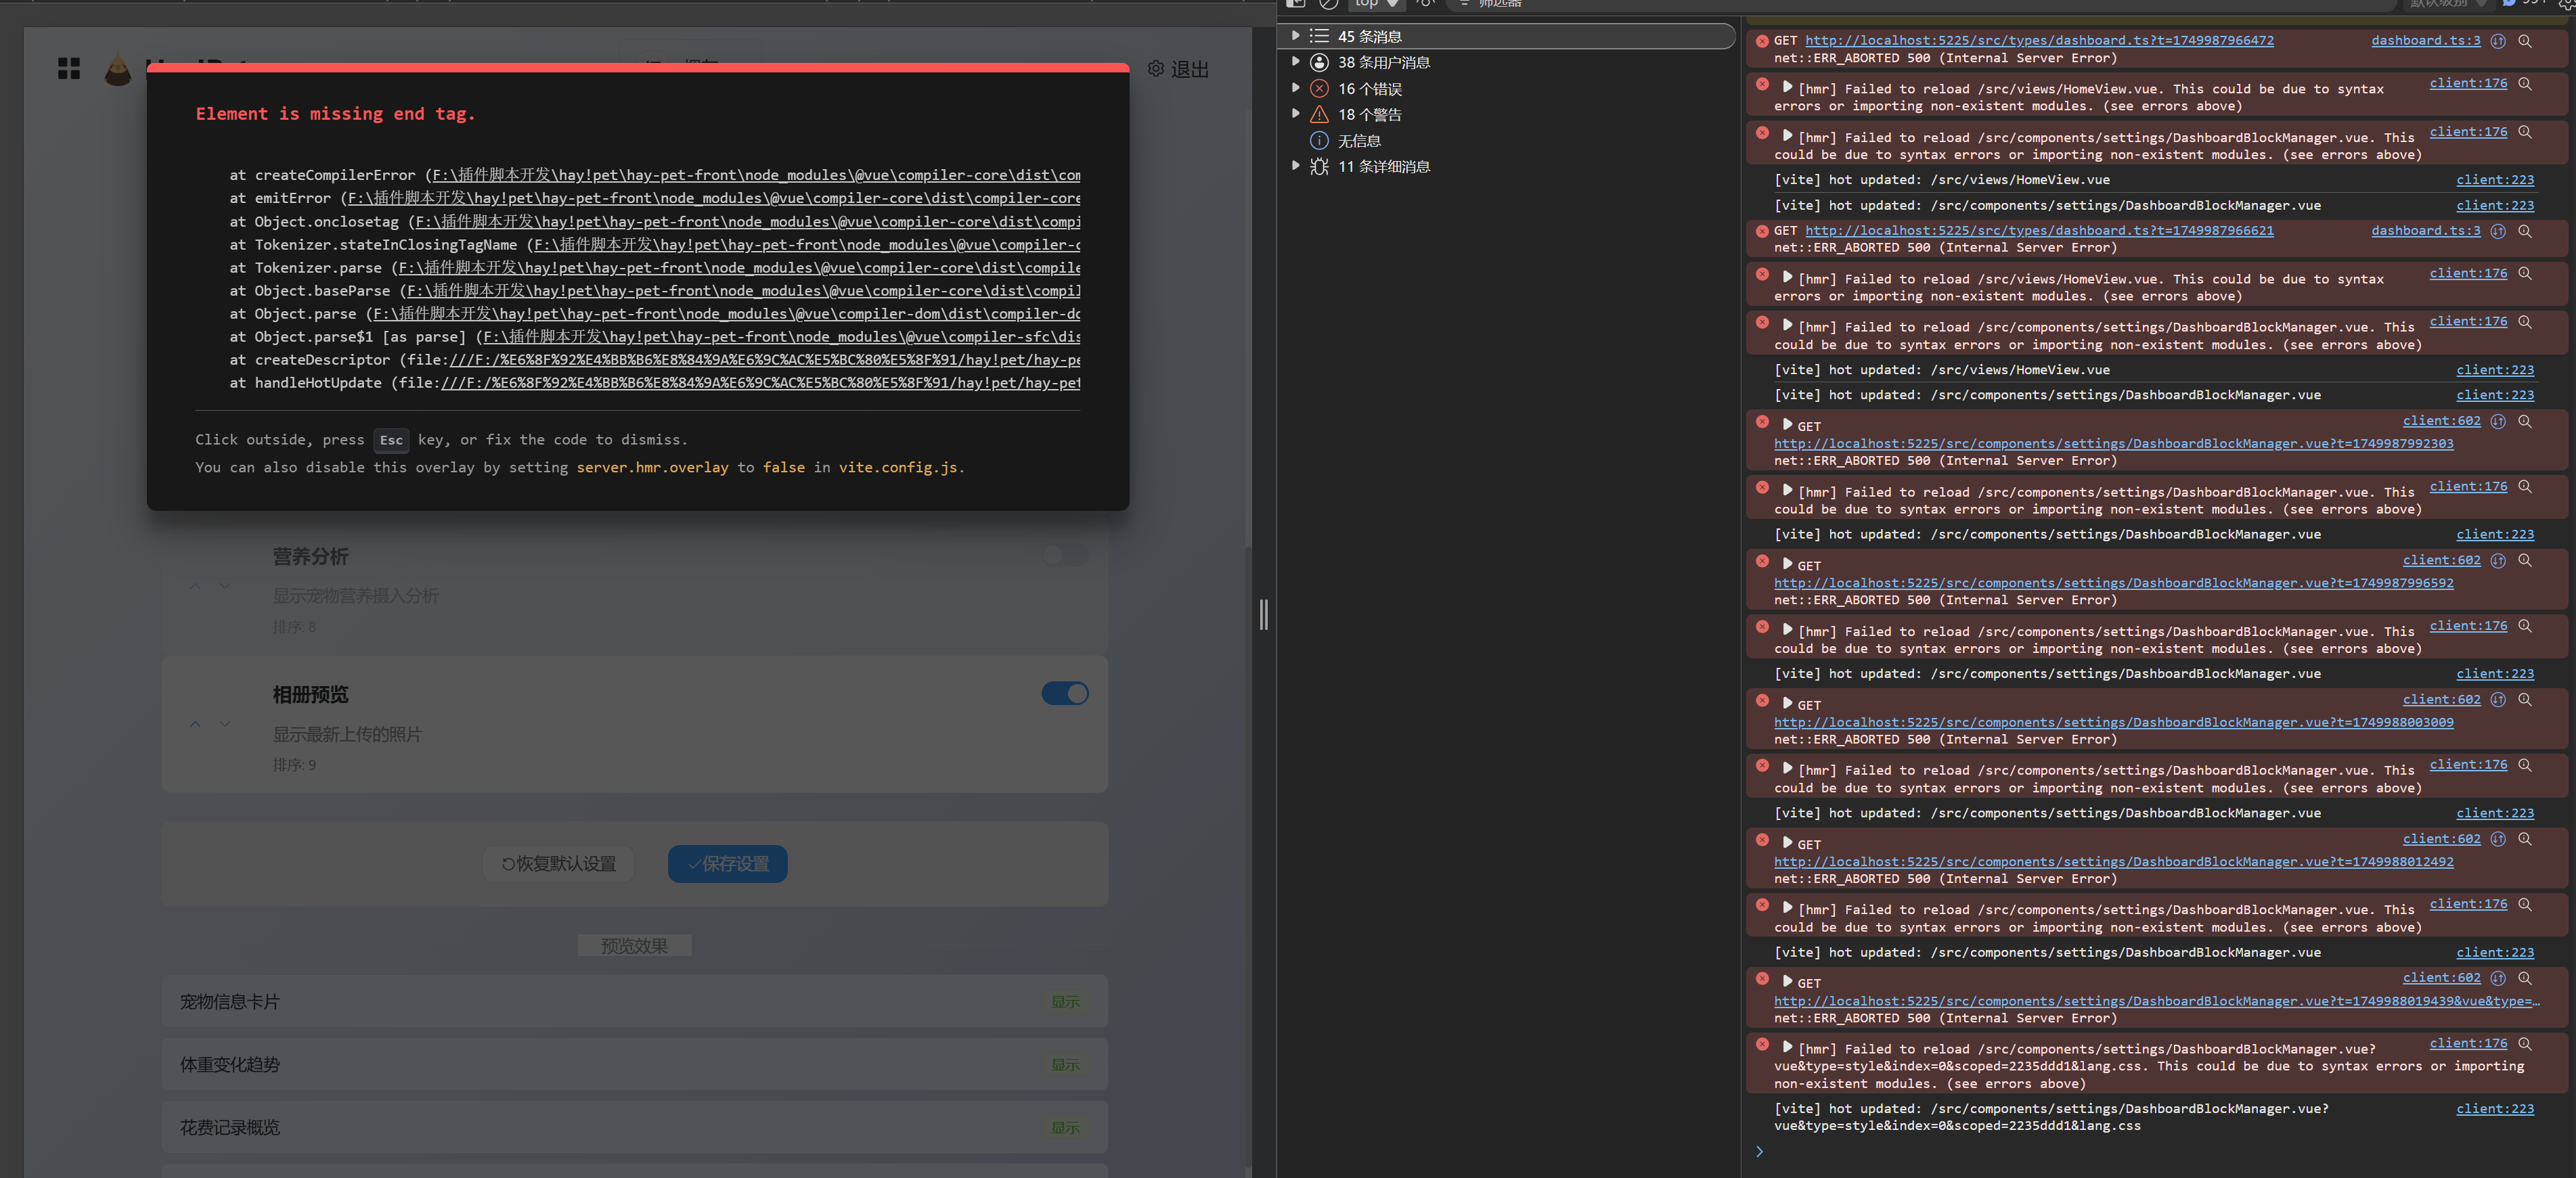 退出
Element is missing end tag.
at createCompilerError (F:\插件脚本开发\hay!pet\hay-pet-front\node_modules\@vue\compiler-core\dist\com
at emitError (F:\插件脚本开发\hay!pet\hay-pet-front\node_modules\@vue\compiler-core\dist\compiler-core
at Object.onclosetag (F:\插件脚本开发\hay!pet\hay-pet-front\node_modules\@vue\compiler-core\dist\compi
at Tokenizer.stateInClosingTagName (F:\插件脚本开发\hay!pet\hay-pet-front\node_modules\@vue\compiler-c
at Tokenizer.parse (F:\插件脚本开发\hay!pet\hay-pet-front\node_modules\@vue\compiler-core\dist\compile
at Object.baseParse (F:\插件脚本开发\hay!pet\hay-pet-front\node_modules\@vue\compiler-core\dist\compil
at Object.parse (F:\插件脚本开发\hay!pet\hay-pet-front\node_modules\@vue\compiler-dom\dist\compiler-do
at Object.parse$1 [as parse] (F:\插件脚本开发\hay!pet\hay-pet-front\node_modules\@vue\compiler-sfc\dis
at createDescriptor (file:///F:/%E6%8F%92%E4%BB%B6%E8%84%9A%E6%9C%AC%E5%BC%80%E5%8F%91/hay!pet/hay-pe
at handleHotUpdate (file:///F:/%E6%8F%92%E4%BB%B6%E8%84%9A%E6%9C%AC%E5%BC%80%E5%8F%91/hay!pet/hay-pet
Click outside, press Esc key, or fix the code to dismiss.
You can also disable this overlay by setting server.hmr.overlay to false in vite.config.js.
营养分析
显示宠物营养摄入分析
排序: 8
相册预览
显示最新上传的照片
排序: 9
恢复默认设置
保存设置
预览效果
宠物信息卡片 显示
体重变化趋势 显示
花费记录概览 显示
top
筛选器
默认级别
45 条消息
38 条用户消息
16 个错误
18 个警告
无信息
11 条详细消息
GET http://localhost:5225/src/types/dashboard.ts?t=1749987966472 dashboard.ts:3
net::ERR_ABORTED 500 (Internal Server Error)
[hmr] Failed to reload /src/views/HomeView.vue. This could be due to syntax client:176
errors or importing non-existent modules. (see errors above)
[hmr] Failed to reload /src/components/settings/DashboardBlockManager.vue. This client:176
could be due to syntax errors or importing non-existent modules. (see errors above)
[vite] hot updated: /src/views/HomeView.vue client:223
[vite] hot updated: /src/components/settings/DashboardBlockManager.vue client:223
GET http://localhost:5225/src/types/dashboard.ts?t=1749987966621 dashboard.ts:3
net::ERR_ABORTED 500 (Internal Server Error)
[hmr] Failed to reload /src/views/HomeView.vue. This could be due to syntax client:176
errors or importing non-existent modules. (see errors above)
[hmr] Failed to reload /src/components/settings/DashboardBlockManager.vue. This client:176
could be due to syntax errors or importing non-existent modules. (see errors above)
[vite] hot updated: /src/views/HomeView.vue client:223
[vite] hot updated: /src/components/settings/DashboardBlockManager.vue client:223
GET client:602
http://localhost:5225/src/components/settings/DashboardBlockManager.vue?t=1749987992303
net::ERR_ABORTED 500 (Internal Server Error)
[hmr] Failed to reload /src/components/settings/DashboardBlockManager.vue. This client:176
could be due to syntax errors or importing non-existent modules. (see errors above)
[vite] hot updated: /src/components/settings/DashboardBlockManager.vue client:223
GET client:602
http://localhost:5225/src/components/settings/DashboardBlockManager.vue?t=1749987996592
net::ERR_ABORTED 500 (Internal Server Error)
[hmr] Failed to reload /src/components/settings/DashboardBlockManager.vue. This client:176
could be due to syntax errors or importing non-existent modules. (see errors above)
[vite] hot updated: /src/components/settings/DashboardBlockManager.vue client:223
GET client:602
http://localhost:5225/src/components/settings/DashboardBlockManager.vue?t=1749988003009
net::ERR_ABORTED 500 (Internal Server Error)
[hmr] Failed to reload /src/components/settings/DashboardBlockManager.vue. This client:176
could be due to syntax errors or importing non-existent modules. (see errors above)
[vite] hot updated: /src/components/settings/DashboardBlockManager.vue client:223
GET client:602
http://localhost:5225/src/components/settings/DashboardBlockManager.vue?t=1749988012492
net::ERR_ABORTED 500 (Internal Server Error)
[hmr] Failed to reload /src/components/settings/DashboardBlockManager.vue. This client:176
could be due to syntax errors or importing non-existent modules. (see errors above)
[vite] hot updated: /src/components/settings/DashboardBlockManager.vue client:223
GET client:602
http://localhost:5225/src/components/settings/DashboardBlockManager.vue?t=1749988019439&vue&type=…
net::ERR_ABORTED 500 (Internal Server Error)
[hmr] Failed to reload /src/components/settings/DashboardBlockManager.vue? client:176
vue&type=style&index=0&scoped=2235ddd1&lang.css. This could be due to syntax errors or importing
non-existent modules. (see errors above)
[vite] hot updated: /src/components/settings/DashboardBlockManager.vue? client:223
vue&type=style&index=0&scoped=2235ddd1&lang.css